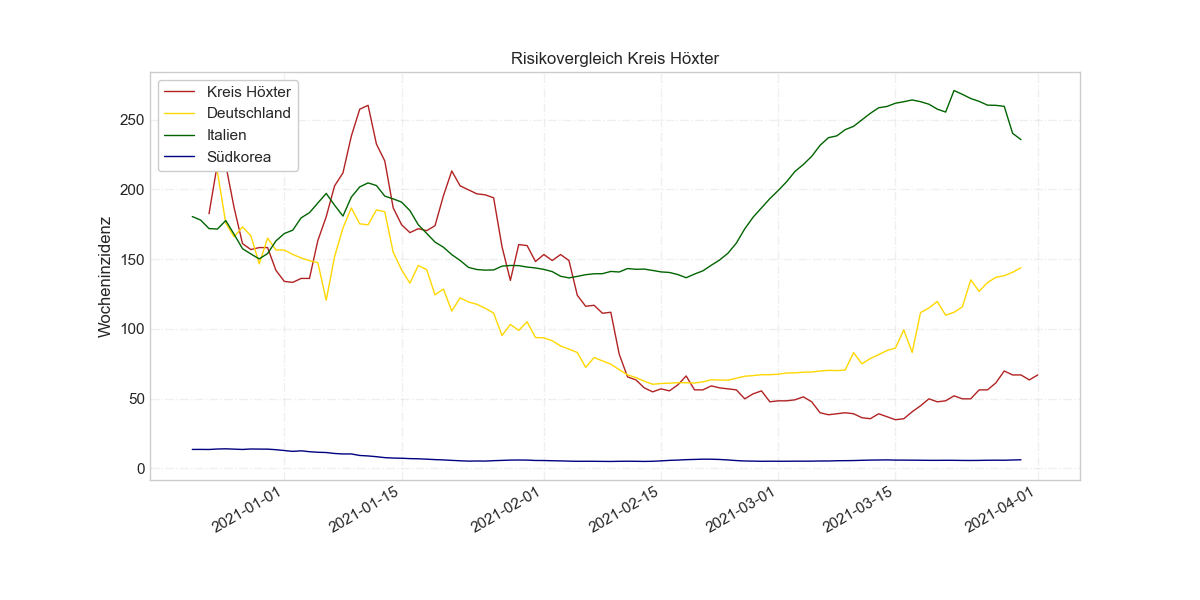 Risikovergleich Kreis Höxter
Kreis Höxter
Deutschland
Italien
Südkorea
Wocheninzidenz
250
200
150
100
50
0
2021-01-01
2021-01-15
2021-02-01
2021-02-15
2021-03-01
2021-03-15
2021-04-01